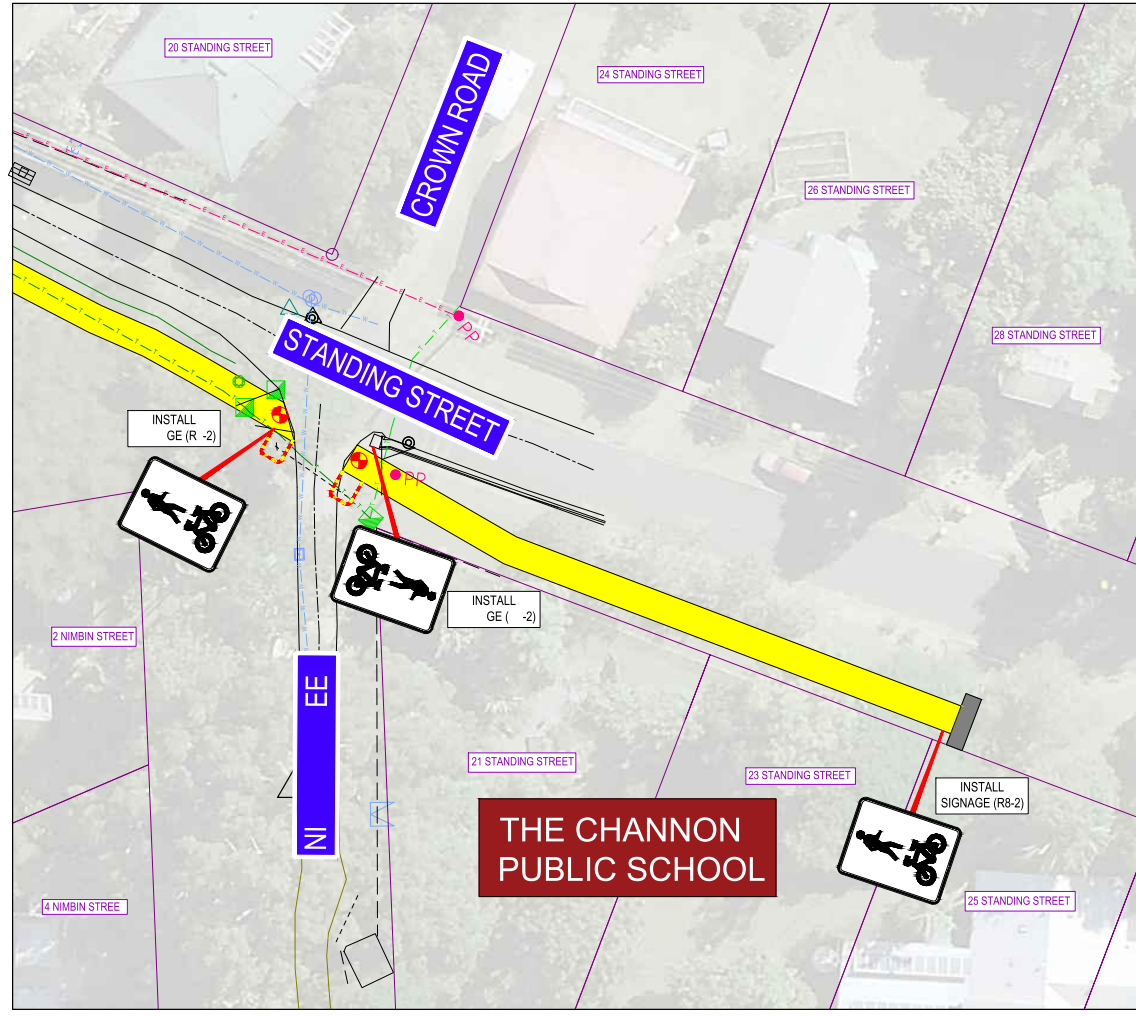 20 STANDING STREET
CROWN ROAD
24 STANDING STREET
26 STANDING STREET
28 STANDING STREET
PP
STANDING STREET
INSTALL
GE (R -2)
PP
INSTALL
GE ( -2)
2 NIMBIN STREET
NI EE
21 STANDING STREET
23 STANDING STREET
INSTALL
SIGNAGE (R8-2)
THE CHANNON
PUBLIC SCHOOL
4 NIMBIN STREE
25 STANDING STREET